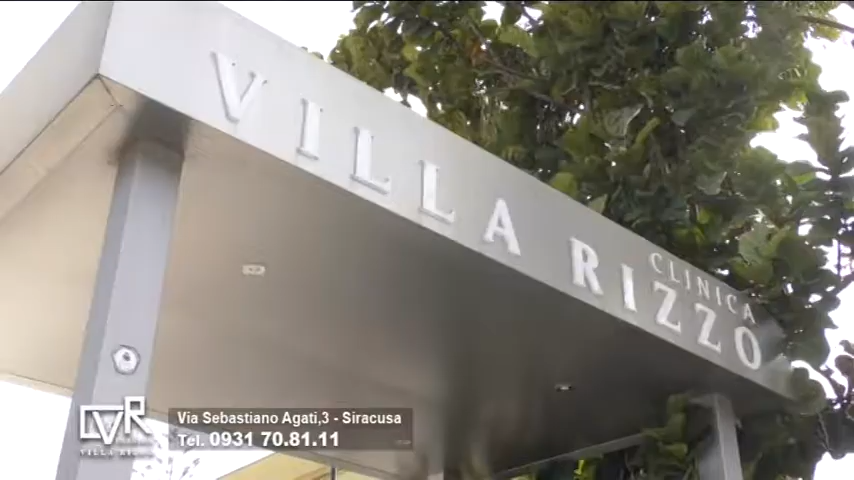 VILLA RIZZO
CLINICA
CVR
VILLA RIZZO
Via Sebastiano Agati,3 - Siracusa
Tel. 0931 70.81.11